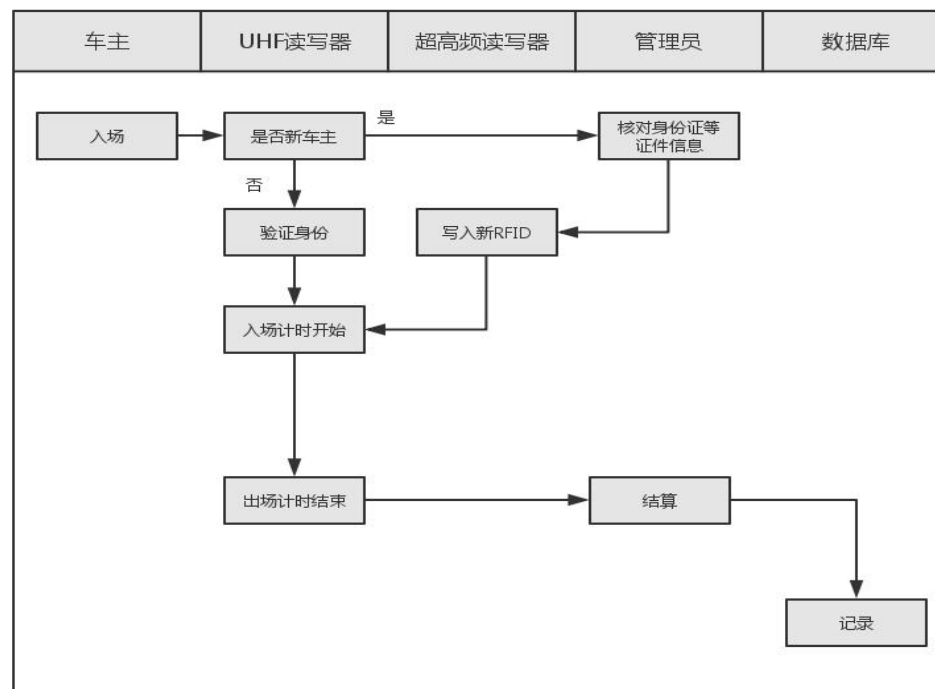 车主
UHF读写器
超高频读写器
管理员
数据库
入场
是否新车主
是
核对身份证等
证件信息
否
验证身份
写入新RFID
入场计时开始
出场计时结束
结算
记录